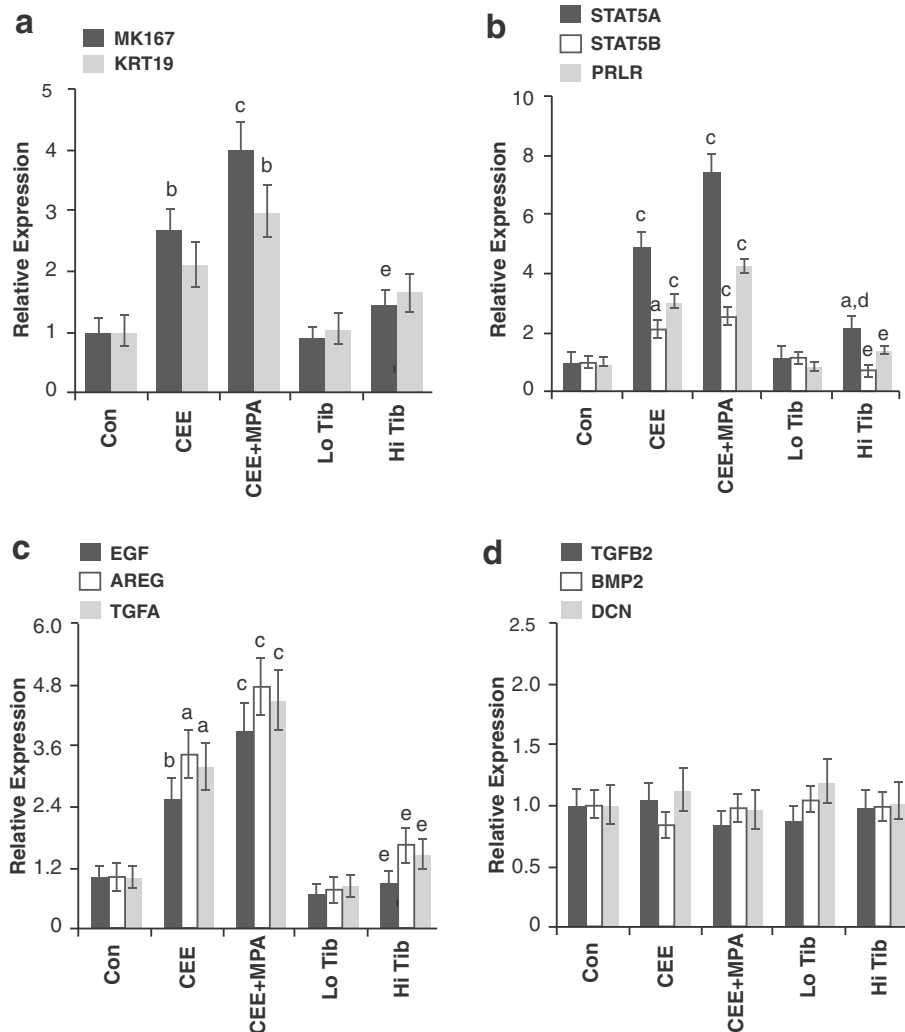 a
MK167
KRT19
Relative Expression
5
4
3
2
1
0
b
c
b
e
Con
CEE
CEE+MPA
Lo Tib
Hi Tib
b
STAT5A
STAT5B
PRLR
Relative Expression
10
8
6
4
2
0
c
a
c
c
c
c
a,d
e
e
Con
CEE
CEE+MPA
Lo Tib
Hi Tib
c
EGF
AREG
TGFA
Relative Expression
6.0
4.8
3.6
2.4
1.2
0
b
a
a
c
c
c
e
e
e
Con
CEE
CEE+MPA
Lo Tib
Hi Tib
d
TGFB2
BMP2
DCN
Relative Expression
2.5
2.0
1.5
1.0
0.5
0
Con
CEE
CEE+MPA
Lo Tib
Hi Tib